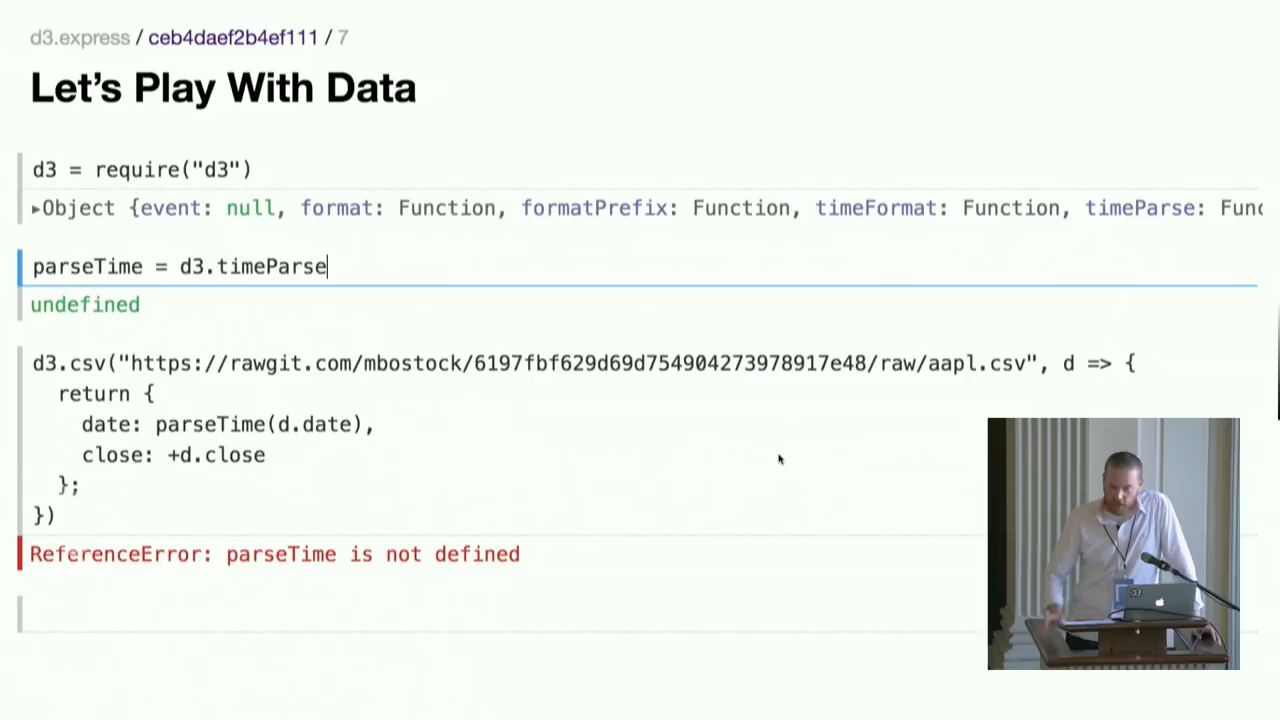 d3.express / ceb4daef2b4ef111 / 7
Let’s Play With Data
d3 = require("d3")
▸Object {event: null, format: Function, formatPrefix: Function, timeFormat: Function, timeParse: Func
parseTime = d3.timeParse
undefined
d3.csv("https://rawgit.com/mbostock/6197fbf629d69d754904273978917e48/raw/aapl.csv", d => {
return {
date: parseTime(d.date),
close: +d.close
};
})
ReferenceError: parseTime is not defined